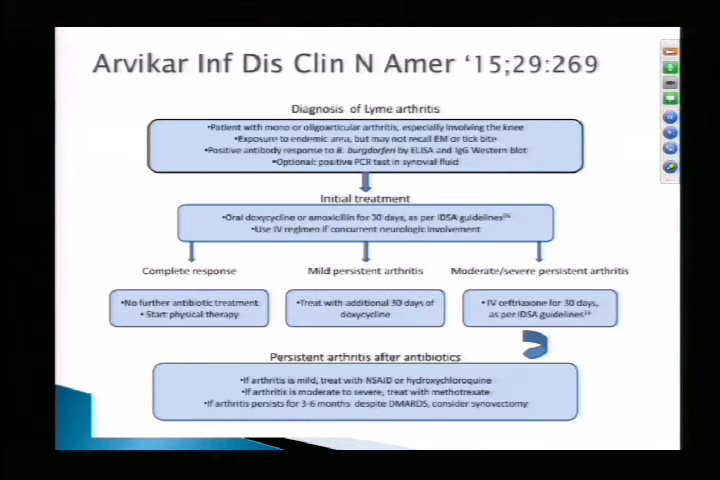 Arvikar Inf Dis Clin N Amer '15;29:269
Diagnosis of Lyme arthritis
•Patient with mono or oligoarticular arthritis, especially involving the knee
•Exposure to endemic area, but may not recall EM or tick bite
•Positive antibody response to B. burgdorferi by ELISA and IgG Western blot
•Optional: positive PCR test in synovial fluid
Initial treatment
•Oral doxycycline or amoxicillin for 30 days, as per IDSA guidelines
•Use IV regimen if concurrent neurologic involvement
Complete response
Mild persistent arthritis
Moderate/severe persistent arthritis
•No further antibiotic treatment
•Start physical therapy
•Treat with additional 30 days of
doxycycline
•IV ceftriaxone for 30 days,
as per IDSA guidelines
Persistent arthritis after antibiotics
•If arthritis is mild, treat with NSAID or hydroxychloroquine
•If arthritis is moderate to severe, treat with methotrexate
•If arthritis persists for 3-6 months despite DMARDS, consider synovectomy